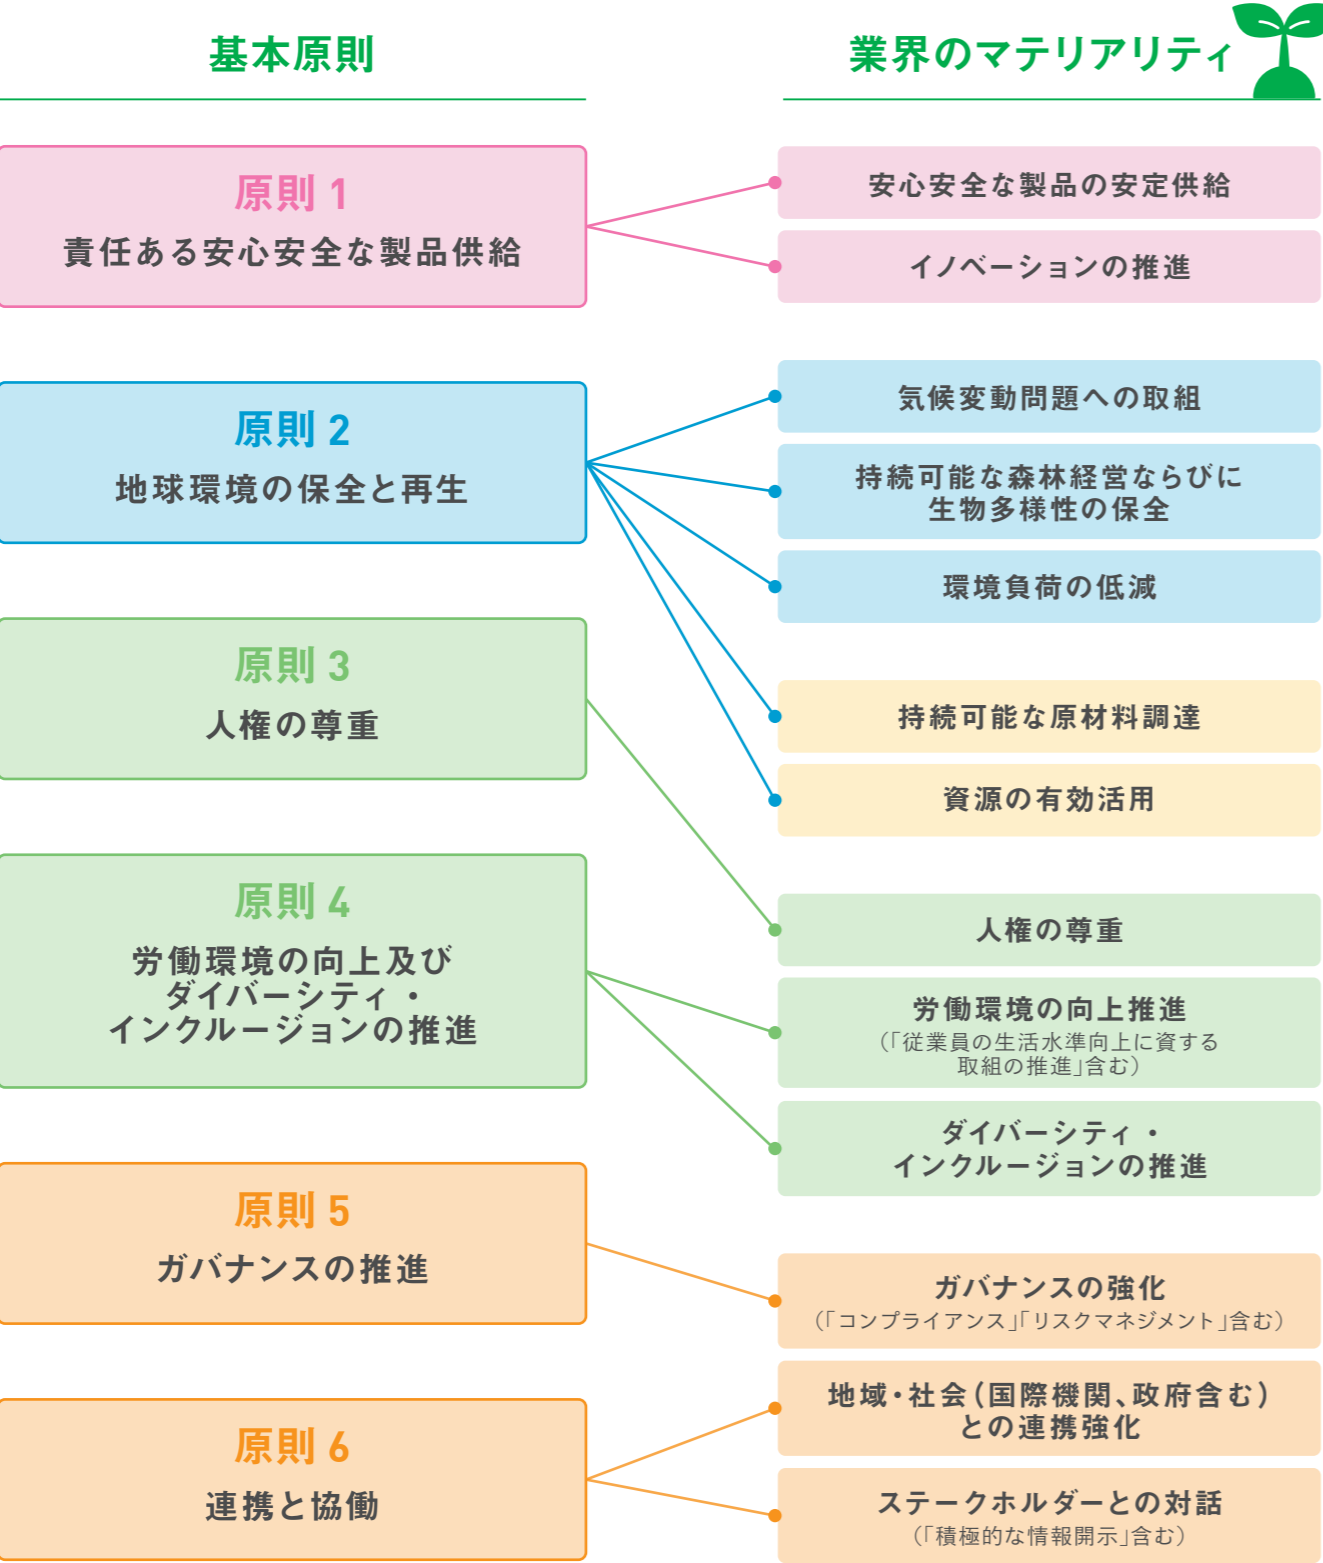 基本原則
業界のマテリアリティ
原則 1
責任ある安心安全な製品供給
安心安全な製品の安定供給
イノベーションの推進
原則 2
地球環境の保全と再生
気候変動問題への取組
持続可能な森林経営ならびに
生物多様性の保全
環境負荷の低減
持続可能な原材料調達
資源の有効活用
原則 3
人権の尊重
人権の尊重
原則 4
労働環境の向上及び
ダイバーシティ・
インクルージョンの推進
労働環境の向上推進
（「従業員の生活水準向上に資する
取組の推進」含む）
ダイバーシティ・
インクルージョンの推進
原則 5
ガバナンスの推進
ガバナンスの強化
（「コンプライアンス」「リスクマネジメント」含む）
原則 6
連携と協働
地域・社会（国際機関、政府含む）
との連携強化
ステークホルダーとの対話
（「積極的な情報開示」含む）